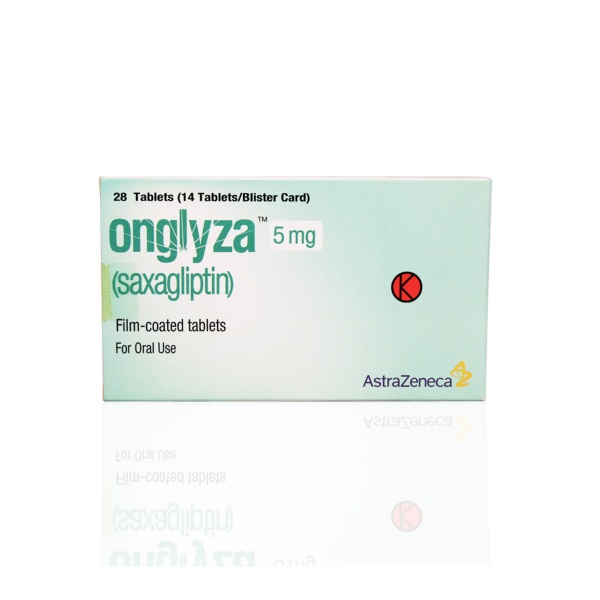 28 Tablets (14 Tablets/Blister Card)
onglyza™ 5 mg
(saxagliptin)
K
Film-coated tablets
For Oral Use
AstraZeneca